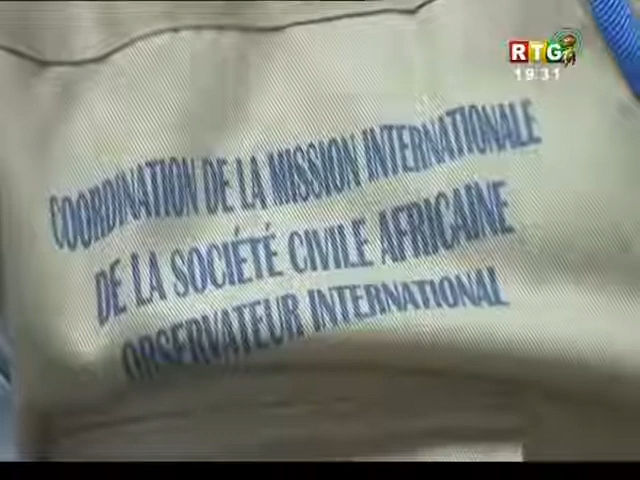 RTG
19:31
COORDINATION DE LA MISSION INTERNATIONALE
DE LA SOCIÉTÉ CIVILE AFRICAINE
OBSERVATEUR INTERNATIONAL